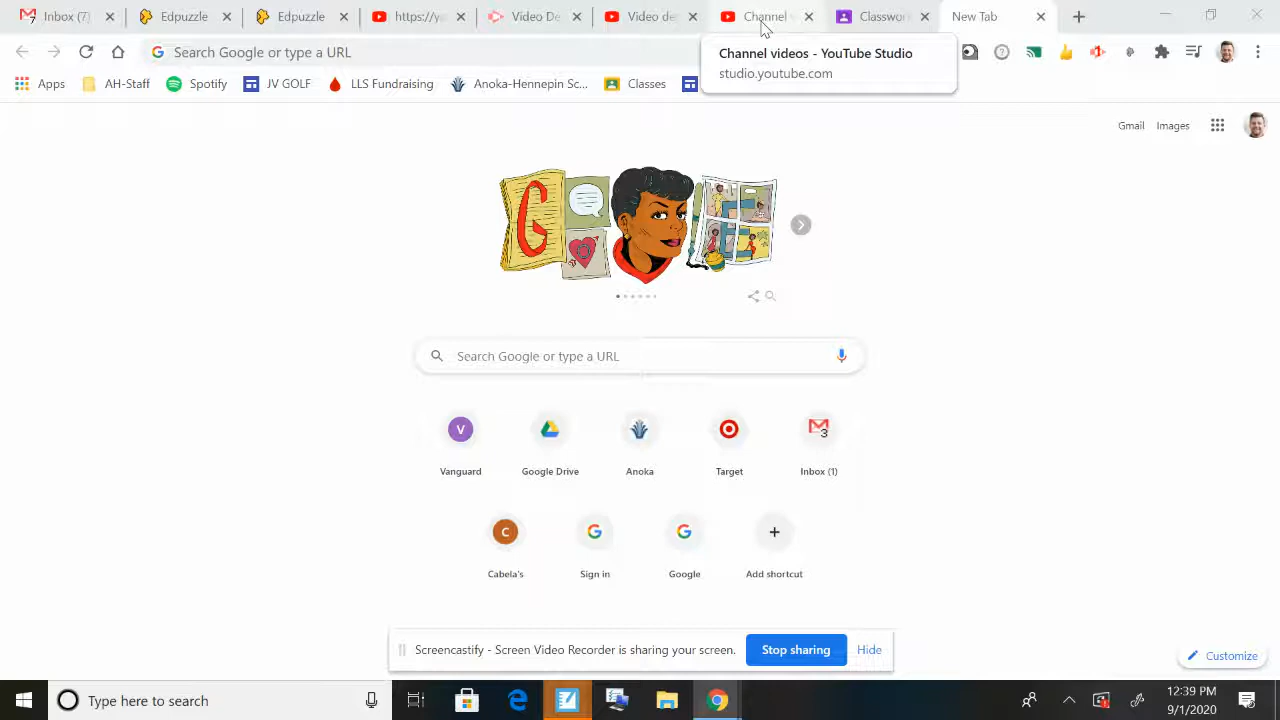 Inbox (7)
Edpuzzle
Edpuzzle
https://y
Video De
Video de
Channel
Classwor
New Tab
Search Google or type a URL
Channel videos - YouTube Studio
studio.youtube.com
Apps
AH-Staff
Spotify
JV GOLF
LLS Fundraising
Anoka-Hennepin Sc...
Classes
Gmail
Images
Search Google or type a URL
V
3
Vanguard
Google Drive
Anoka
Target
Inbox (1)
C
Cabela's
Sign in
Google
Add shortcut
Screencastify - Screen Video Recorder is sharing your screen.
Stop sharing
Hide
Customize
Type here to search
12:39 PM
9/1/2020